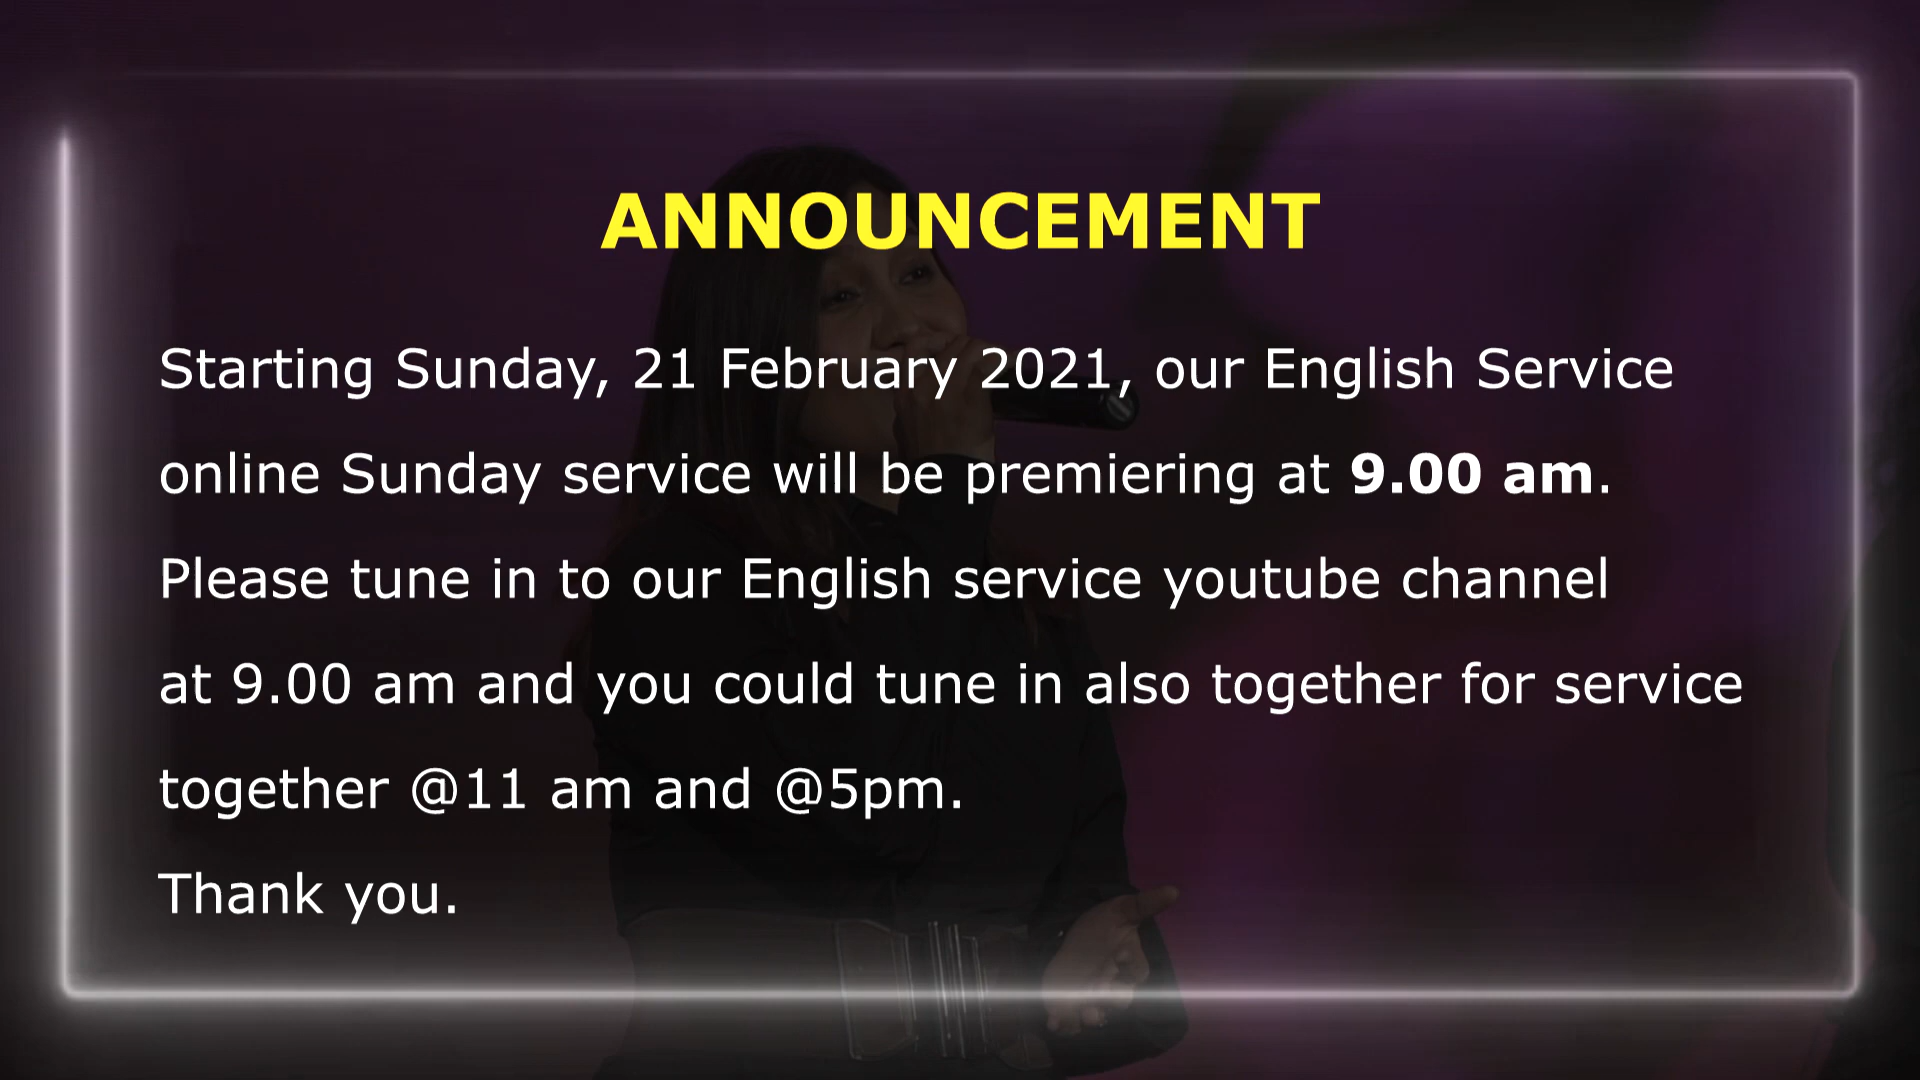 ANNOUNCEMENT
Starting Sunday, 21 February 2021, our English Service
online Sunday service will be premiering at 9.00 am.
Please tune in to our English service youtube channel
at 9.00 am and you could tune in also together for service
together @11 am and @5pm.
Thank you.